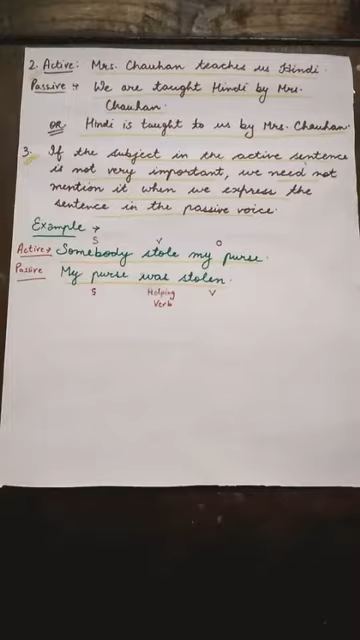 2. Active: Mrs. Chauhan teaches us Hindi.
Passive :- We are taught Hindi by Mrs.
Chauhan.
OR Hindi is taught to us by Mrs. Chauhan.
3. If the subject in the active sentence
is not very important, we need not
mention it when we express the
sentence in the passive voice.
Example →
S V O
Active → Somebody stole my purse.
Passive My purse was stolen.
S Helping V
Verb